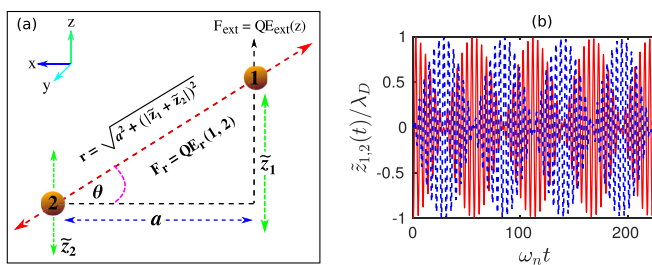 (a)
z
x
y
F_ext = QE_ext(z)
1
r = √a² + (|z̃₁ + z̃₂|)²
F_r = QE_r(1, 2)
z̃₁
θ
2
a
z̃₂
(b)
z̃₁,₂(t)/λ_D
1
0.5
0
-0.5
-1
0 100 200
ω_n t